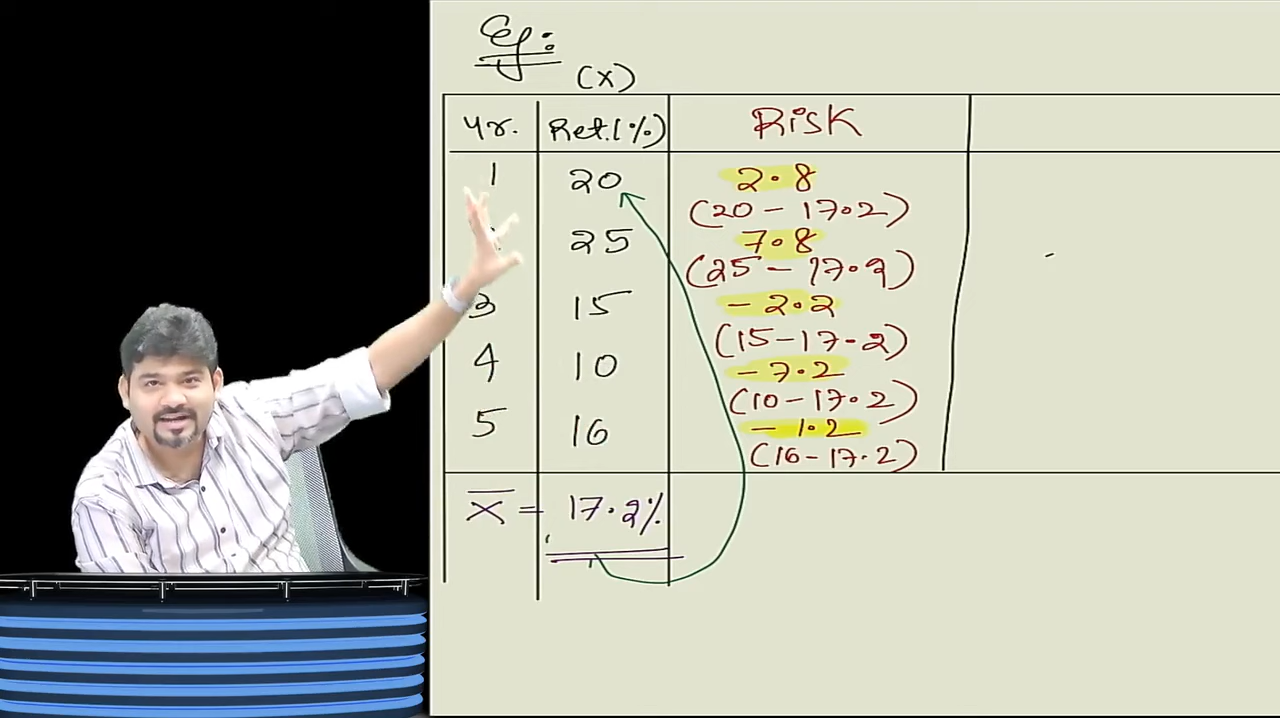 Eg:
(X)
Yr. Ret.(%) RISK
1 20 2.8
(20 - 17.2)
25 7.8
(25 - 17.2)
3 15 - 2.2
(15-17.2)
4 10 - 7.2
(10-17.2)
5 16 - 1.2
(16-17.2)
X̄ = 17.2%